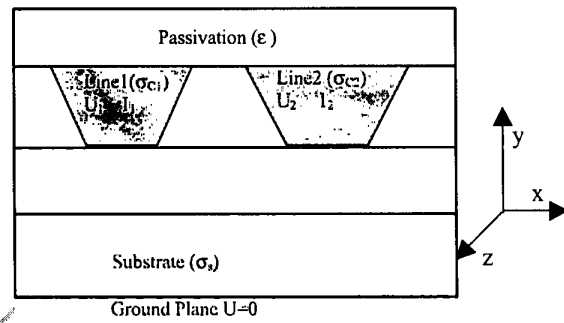 Passivation (ε)
Line1(σc1)
U1 I1
Line2 (σc2)
U2 I2
y
x
z
Substrate (σs)
Ground Plane U=0